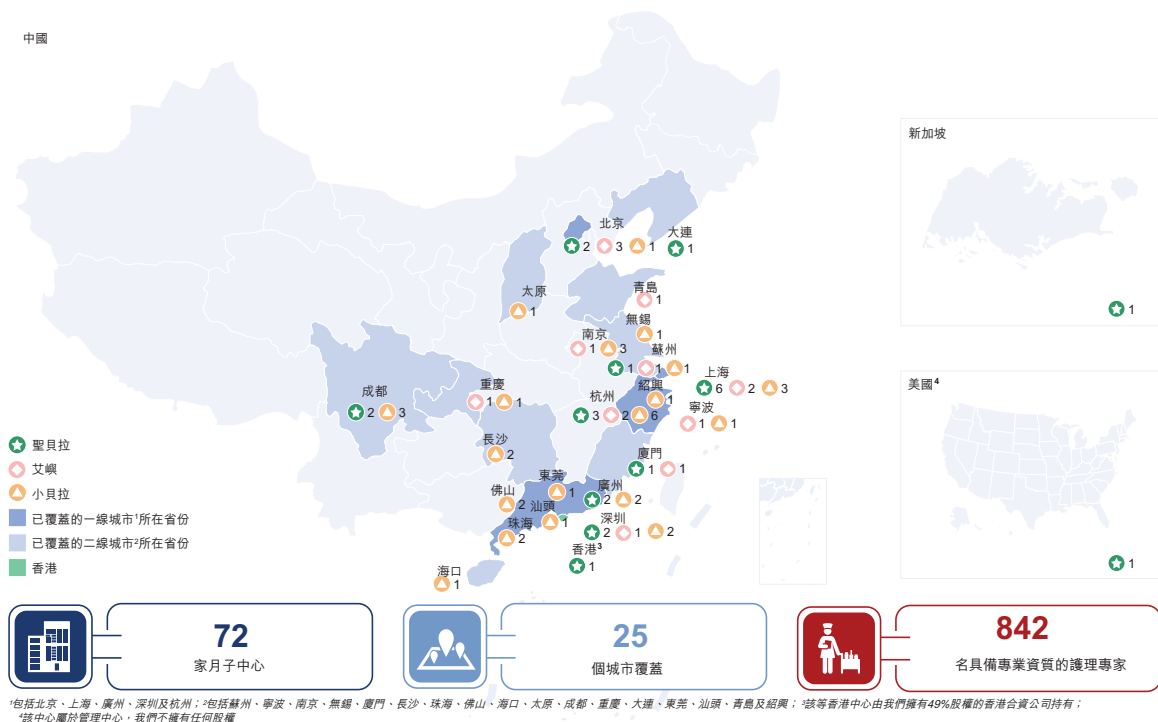 中國
北京
2 3 1
大連
1
太原
1
青島
1
無錫
1
南京
1 3
蘇州
1 1 1
上海
6 2 3
成都
2 3
重慶
1 1
杭州
3 2 6
紹興
1
寧波
1 1
長沙
2
廈門
1 1
東莞
1
佛山
2
廣州
2 2
汕頭
1
珠海
2
深圳
2 1 2
香港³
1
海口
1
聖貝拉
艾嶼
小貝拉
已覆蓋的一線城市¹所在省份
已覆蓋的二線城市²所在省份
香港
新加坡
1
美國⁴
1
72
家月子中心
25
個城市覆蓋
842
名具備專業資質的護理專家
¹包括北京、上海、廣州、深圳及杭州；²包括蘇州、寧波、南京、無錫、廈門、長沙、珠海、佛山、海口、太原、成都、重慶、大連、東莞、汕頭、青島及紹興；³該等香港中心由我們擁有49%股權的香港合資公司持有；
⁴該中心屬於管理中心，我們不擁有任何股權